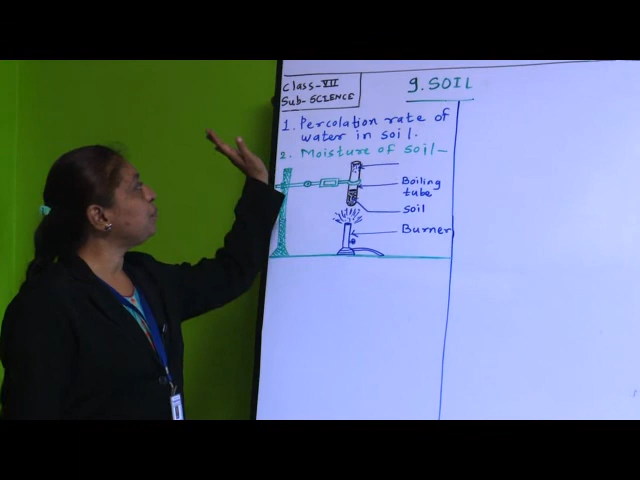 Class-VII
Sub-SCIENCE
9. SOIL
1. Percolation rate of
water in soil.
2. Moisture of soil-
Boiling
tube
soil
Burner